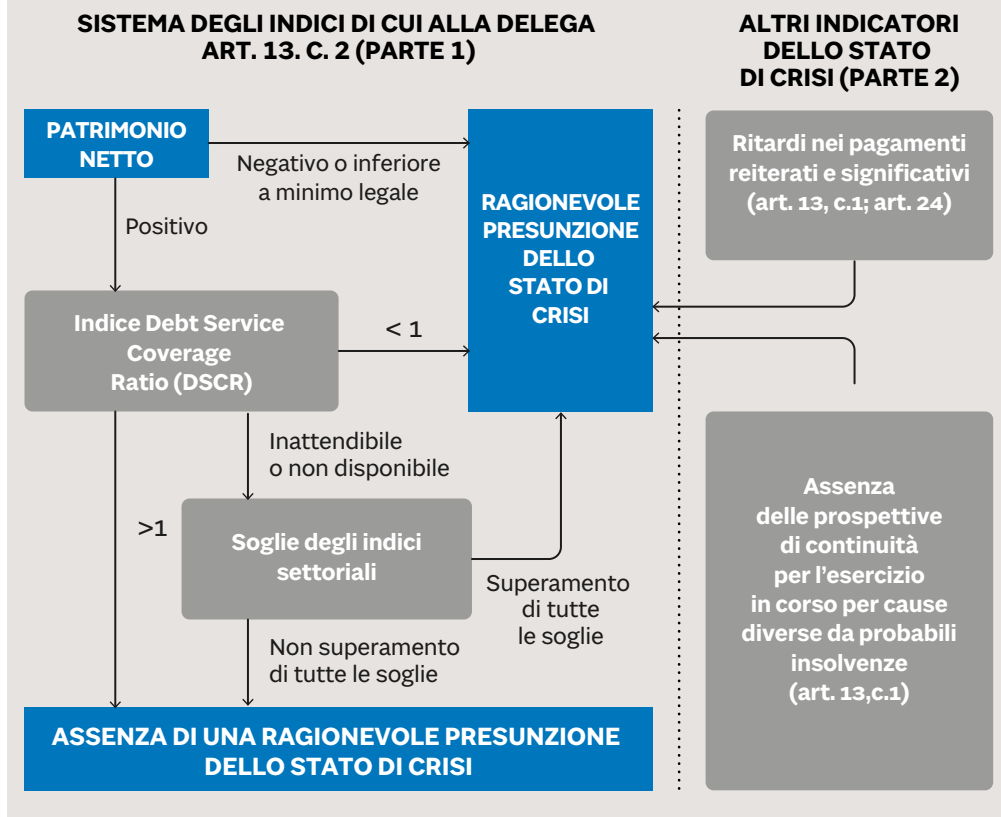 SISTEMA DEGLI INDICI DI CUI ALLA DELEGA
ART. 13. C. 2 (PARTE 1)
PATRIMONIO
NETTO
Negativo o inferiore
a minimo legale
RAGIONEVOLE
PRESUNZIONE
DELLO
STATO DI
CRISI
Positivo
Indice Debt Service
Coverage
Ratio (DSCR)
< 1
Inattendibile
o non disponibile
>1
Soglie degli indici
settoriali
Superamento
di tutte
le soglie
Non superamento
di tutte le soglie
ASSENZA DI UNA RAGIONEVOLE PRESUNZIONE
DELLO STATO DI CRISI
ALTRI INDICATORI
DELLO STATO
DI CRISI (PARTE 2)
Ritardi nei pagamenti
reiterati e significativi
(art. 13, c.1; art. 24)
Assenza
delle prospettive
di continuità
per l’esercizio
in corso per cause
diverse da probabili
insolvenze
(art. 13,c.1)